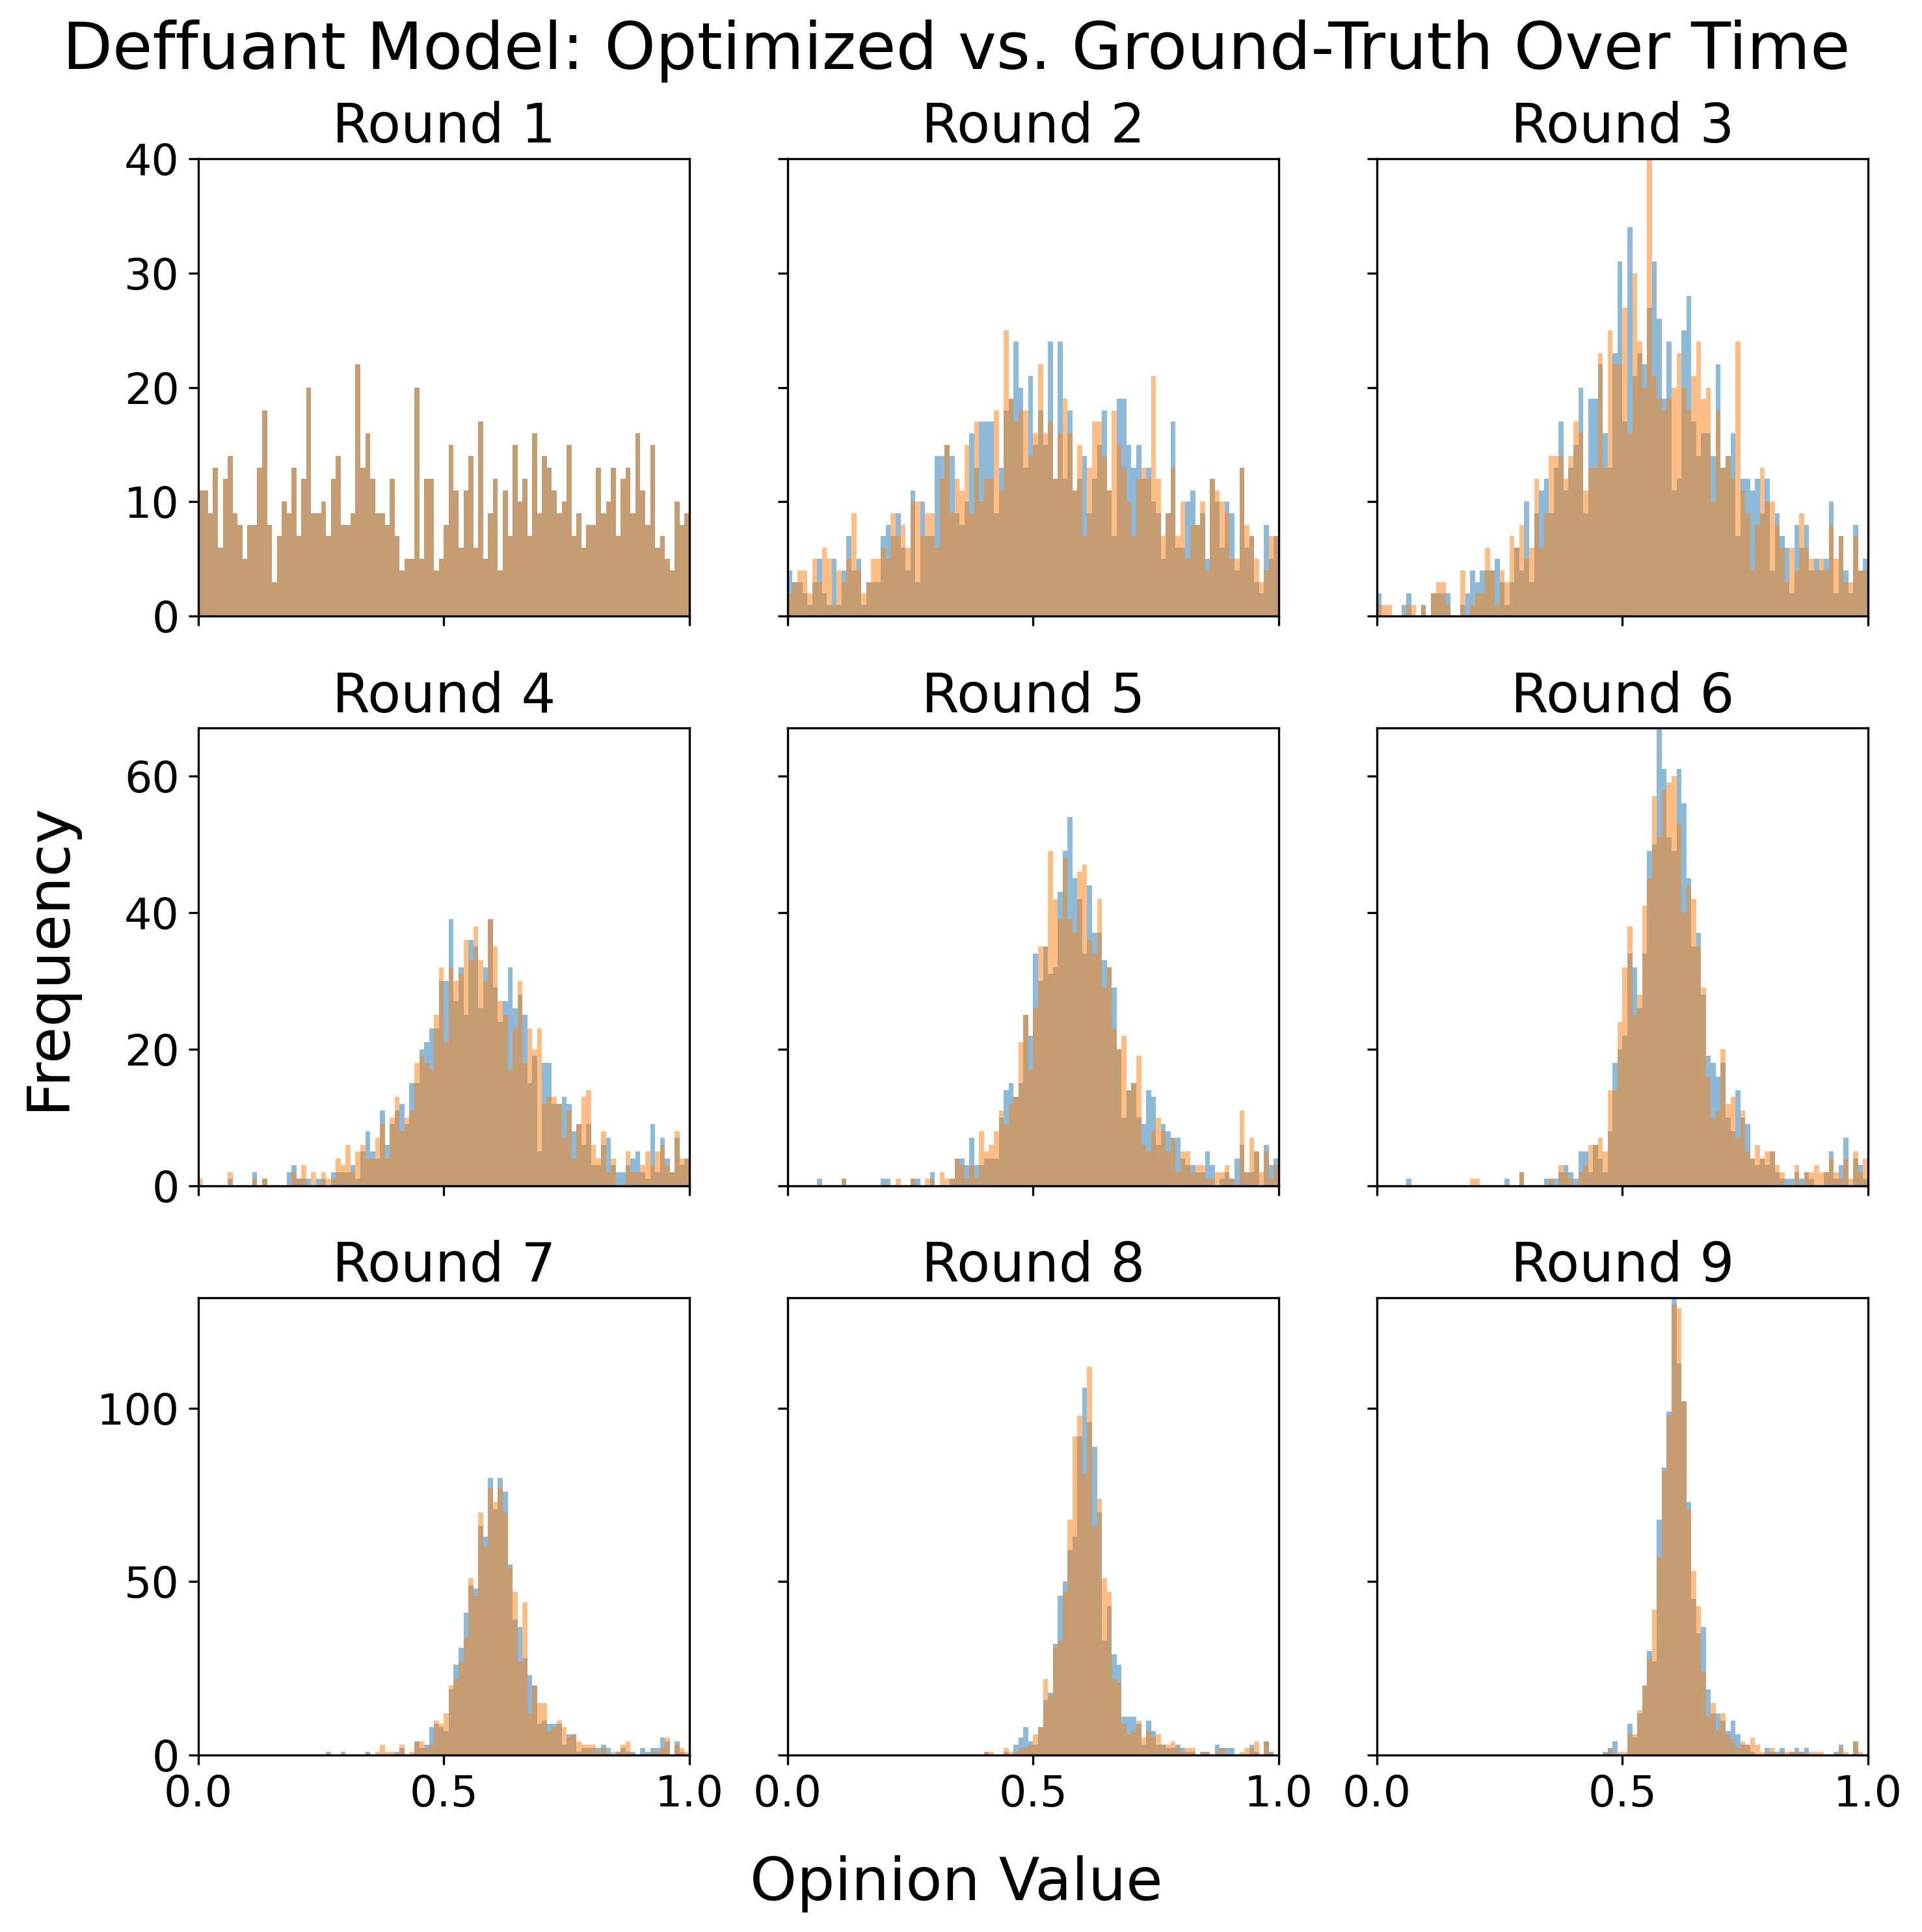 Deffuant Model: Optimized vs. Ground-Truth Over Time
Round 1 Round 2 Round 3
40
30
20
10
0
Round 4 Round 5 Round 6
60
40
20
0
Frequency
Round 7 Round 8 Round 9
100
50
0
0.0 0.5 1.0 0.0 0.5 1.0 0.0 0.5 1.0
Opinion Value